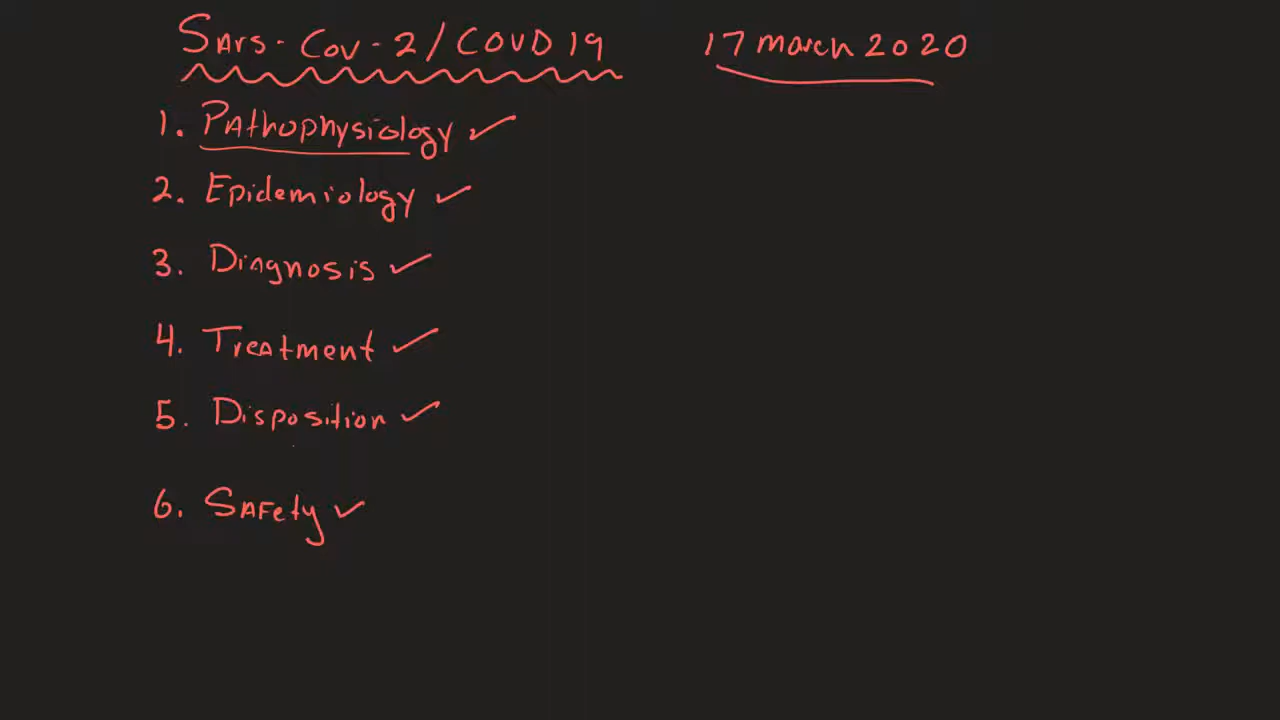 SARS-COV-2/COVD 19 17 march 2020
1. Pathophysiology ✓
2. Epidemiology ✓
3. Diagnosis ✓
4. Treatment ✓
5. Disposition ✓
6. Safety ✓